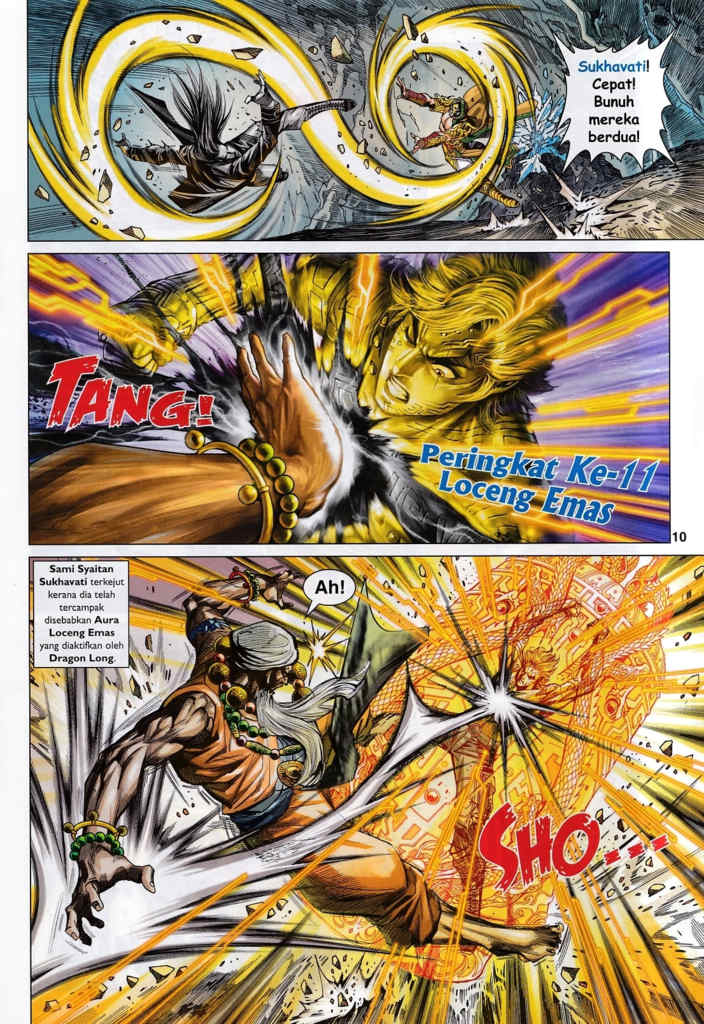 Sukhavati!
Cepat!
Bunuh
mereka
berdua!
TANG!
Peringkat Ke-11
Loceng Emas
10
Sami Syaitan
Sukhavati terkejut
kerana dia telah
tercampak
disebabkan Aura
Loceng Emas
yang diaktifkan oleh
Dragon Long.
Ah!
SHO...